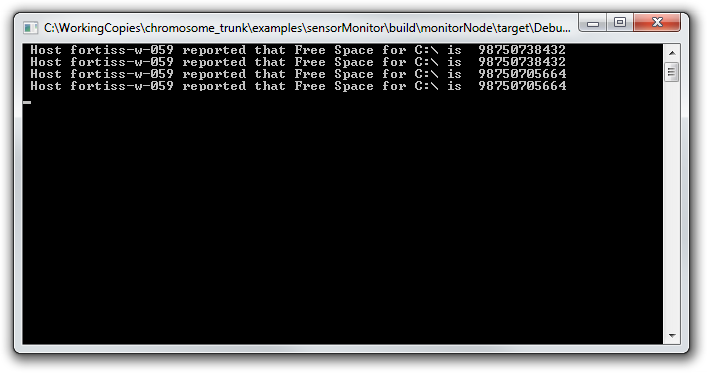 C:\WorkingCopies\chromosome_trunk\examples\sensorMonitor\build\monitorNode\target\Debu...
Host fortiss-w-059 reported that Free Space for C:\ is  98750738432
Host fortiss-w-059 reported that Free Space for C:\ is  98750738432
Host fortiss-w-059 reported that Free Space for C:\ is  98750705664
Host fortiss-w-059 reported that Free Space for C:\ is  98750705664